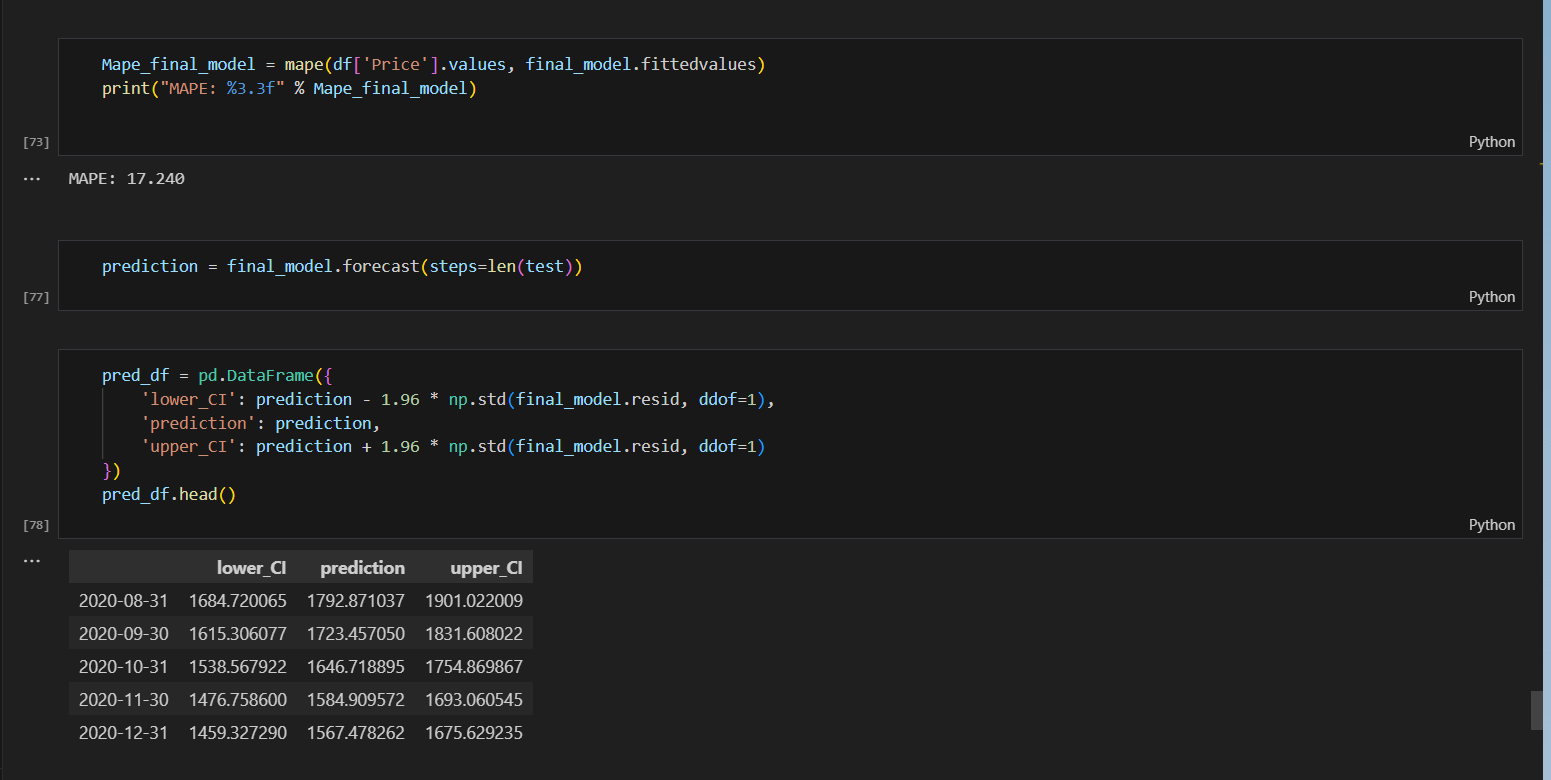 Mape_final_model = mape(df['Price'].values, final_model.fittedvalues)
print("MAPE: %3.3f" % Mape_final_model)
[73]
Python
... MAPE: 17.240
prediction = final_model.forecast(steps=len(test))
[77]
Python
pred_df = pd.DataFrame({
    'lower_CI': prediction - 1.96 * np.std(final_model.resid, ddof=1),
    'prediction': prediction,
    'upper_CI': prediction + 1.96 * np.std(final_model.resid, ddof=1)
})
pred_df.head()
[78]
Python
...
lower_CI prediction upper_CI
2020-08-31 1684.720065 1792.871037 1901.022009
2020-09-30 1615.306077 1723.457050 1831.608022
2020-10-31 1538.567922 1646.718895 1754.869867
2020-11-30 1476.758600 1584.909572 1693.060545
2020-12-31 1459.327290 1567.478262 1675.629235